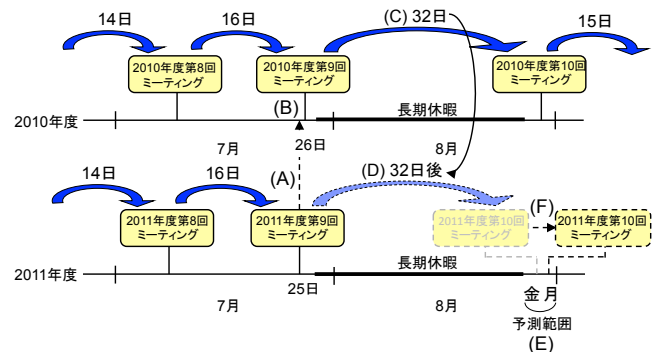 14日
16日
(C) 32日
15日
2010年度第8回
ミーティング
2010年度第9回
ミーティング
2010年度第10回
ミーティング
(B)
長期休暇
2010年度
7月
26日
8月
(A)
14日
16日
(D) 32日後
2011年度第8回
ミーティング
2011年度第9回
ミーティング
2011年度第10回
ミーティング
(F)
2011年度第10回
ミーティング
長期休暇
2011年度
25日
7月
8月
金 月
予測範囲
(E)